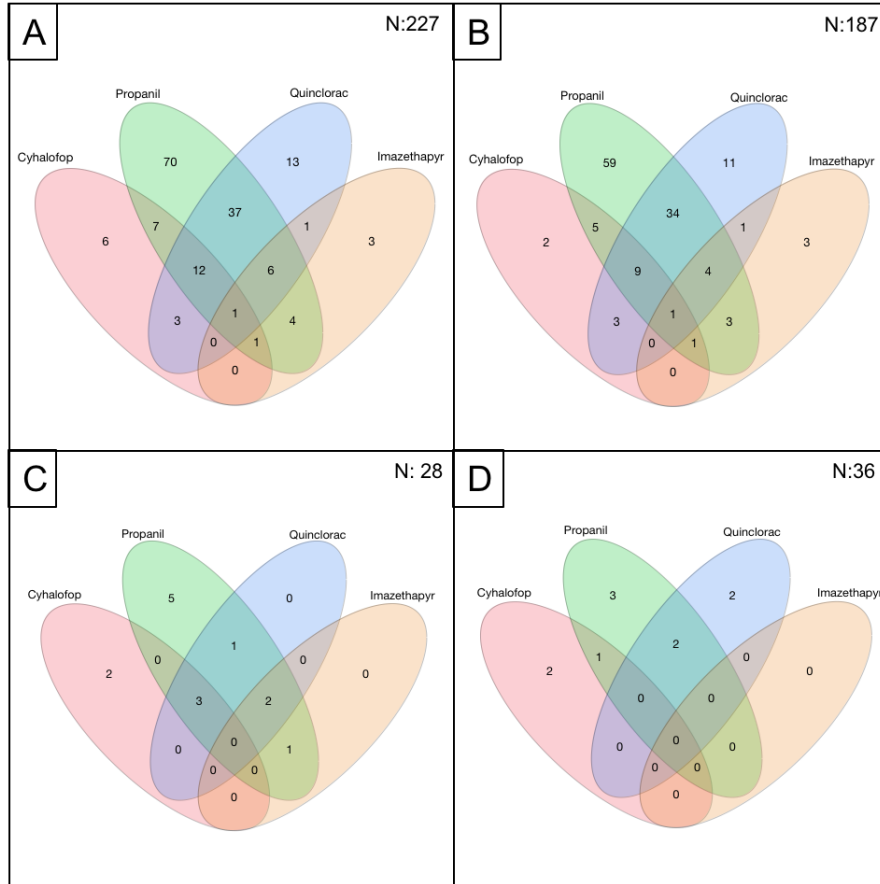 A
N:227
Propanil
Quinclorac
Cyhalofop
Imazethapyr
70
13
37
7
1
6
3
12
6
3
1
4
0
1
0
B
N:187
Propanil
Quinclorac
Cyhalofop
Imazethapyr
59
11
34
5
1
2
3
9
4
3
1
3
0
1
0
C
N: 28
Propanil
Quinclorac
Cyhalofop
Imazethapyr
5
0
1
0
0
2
0
3
2
0
0
1
0
0
0
D
N:36
Propanil
Quinclorac
Cyhalofop
Imazethapyr
3
2
2
1
0
2
0
0
0
0
0
0
0
0
0